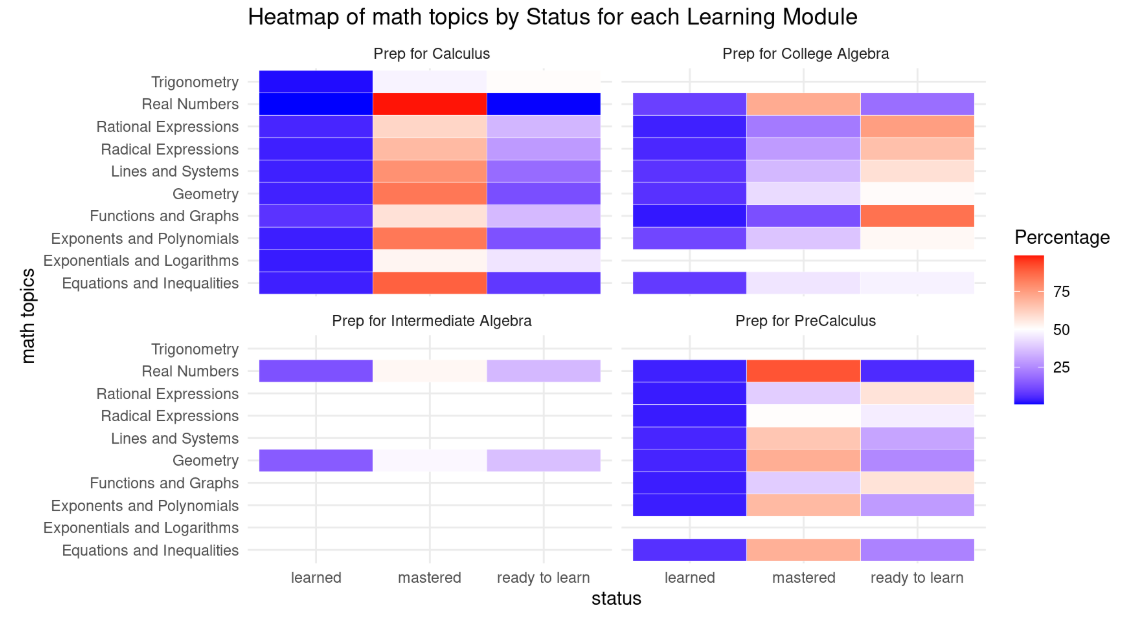 Heatmap of math topics by Status for each Learning Module
Prep for Calculus
Prep for College Algebra
Trigonometry
Real Numbers
Rational Expressions
Radical Expressions
Lines and Systems
Geometry
Functions and Graphs
Exponents and Polynomials
Exponentials and Logarithms
Equations and Inequalities
Prep for Intermediate Algebra
Prep for PreCalculus
Trigonometry
Real Numbers
Rational Expressions
Radical Expressions
Lines and Systems
Geometry
Functions and Graphs
Exponents and Polynomials
Exponentials and Logarithms
Equations and Inequalities
learned mastered ready to learn
learned mastered ready to learn
status
math topics
Percentage
75
50
25